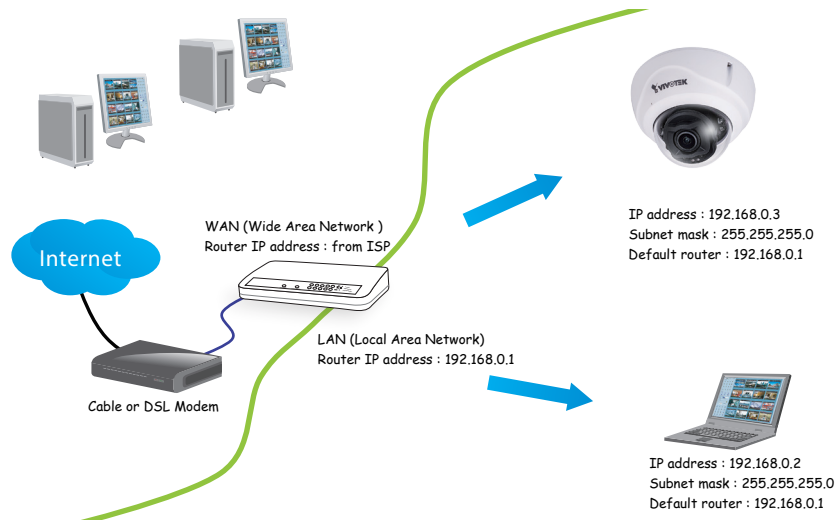 VIVOTEK
IP address : 192.168.0.3
Subnet mask : 255.255.255.0
Default router : 192.168.0.1
WAN (Wide Area Network )
Router IP address : from ISP
Internet
LAN (Local Area Network)
Router IP address : 192.168.0.1
Cable or DSL Modem
IP address : 192.168.0.2
Subnet mask : 255.255.255.0
Default router : 192.168.0.1